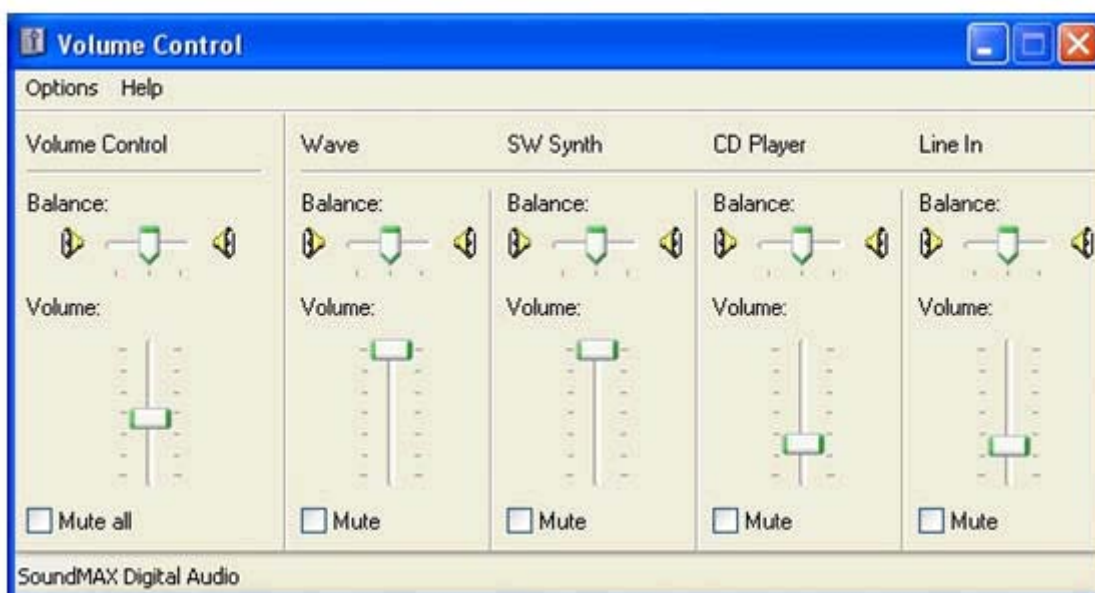 Volume Control
Options Help
Volume Control Wave SW Synth CD Player Line In
Balance: Balance: Balance: Balance: Balance:
Volume: Volume: Volume: Volume: Volume:
Mute all Mute Mute Mute Mute
SoundMAX Digital Audio